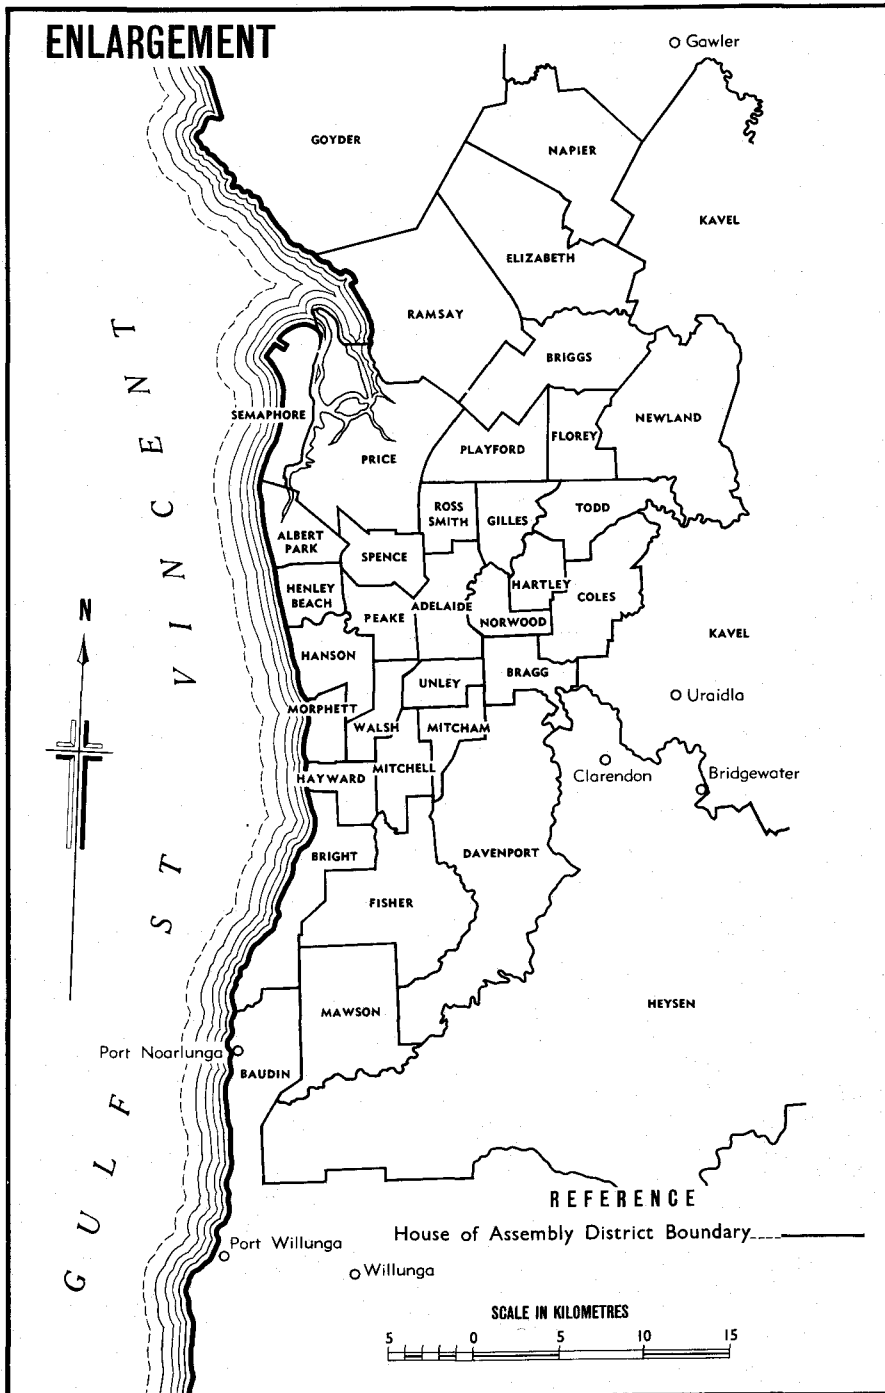 ENLARGEMENT
Gawler
GOYDER
NAPIER
KAVEL
ELIZABETH
RAMSAY
BRIGGS
SEMAPHORE
NEWLAND
FLOREY
PLAYFORD
PRICE
ROSS
SMITH
GILLES
TODD
ALBERT
PARK
SPENCE
HARTLEY
HENLEY
BEACH
COLES
ADELAIDE
PEAKE
NORWOOD
KAVEL
HANSON
BRAGG
UNLEY
Uraidla
MORPHETT
WALSH
MITCHAM
HAYWARD
MITCHELL
Clarendon
Bridgewater
BRIGHT
DAVENPORT
FISHER
HEYSEN
MAWSON
Port Noarlunga
BAUDIN
GULF ST VINCENT
N
REFERENCE
House of Assembly District Boundary
Port Willunga
Willunga
SCALE IN KILOMETRES
5 0 5 10 15